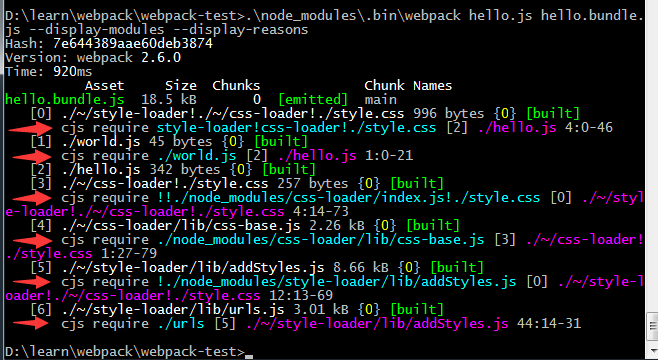 D:\learn\webpack\webpack-test>.\node_modules\.bin\webpack hello.js hello.bundle.
js --display-modules --display-reasons
Hash: 7e644389aae60deb3874
Version: webpack 2.6.0
Time: 920ms
Asset Size Chunks Chunk Names
hello.bundle.js 18.5 kB 0 [emitted] main
[0] ./~/style-loader!./~/css-loader!./style.css 996 bytes {0} [built]
cjs require style-loader!css-loader!./style.css [2] ./hello.js 4:0-46
[1] ./world.js 45 bytes {0} [built]
cjs require ./world.js [2] ./hello.js 1:0-21
[2] ./hello.js 342 bytes {0} [built]
[3] ./~/css-loader!./style.css 257 bytes {0} [built]
cjs require !!./node_modules/css-loader/index.js!./style.css [0] ./~/styl
e-loader!./~/css-loader!./style.css 4:14-73
[4] ./~/css-loader/lib/css-base.js 2.26 kB {0} [built]
cjs require ./node_modules/css-loader/lib/css-base.js [3] ./~/css-loader!
./style.css 1:27-79
[5] ./~/style-loader/lib/addStyles.js 8.66 kB {0} [built]
cjs require !./node_modules/style-loader/lib/addStyles.js [0] ./~/style-l
oader!./~/css-loader!./style.css 12:13-69
[6] ./~/style-loader/lib/urls.js 3.01 kB {0} [built]
cjs require ./urls [5] ./~/style-loader/lib/addStyles.js 44:14-31
D:\learn\webpack\webpack-test>